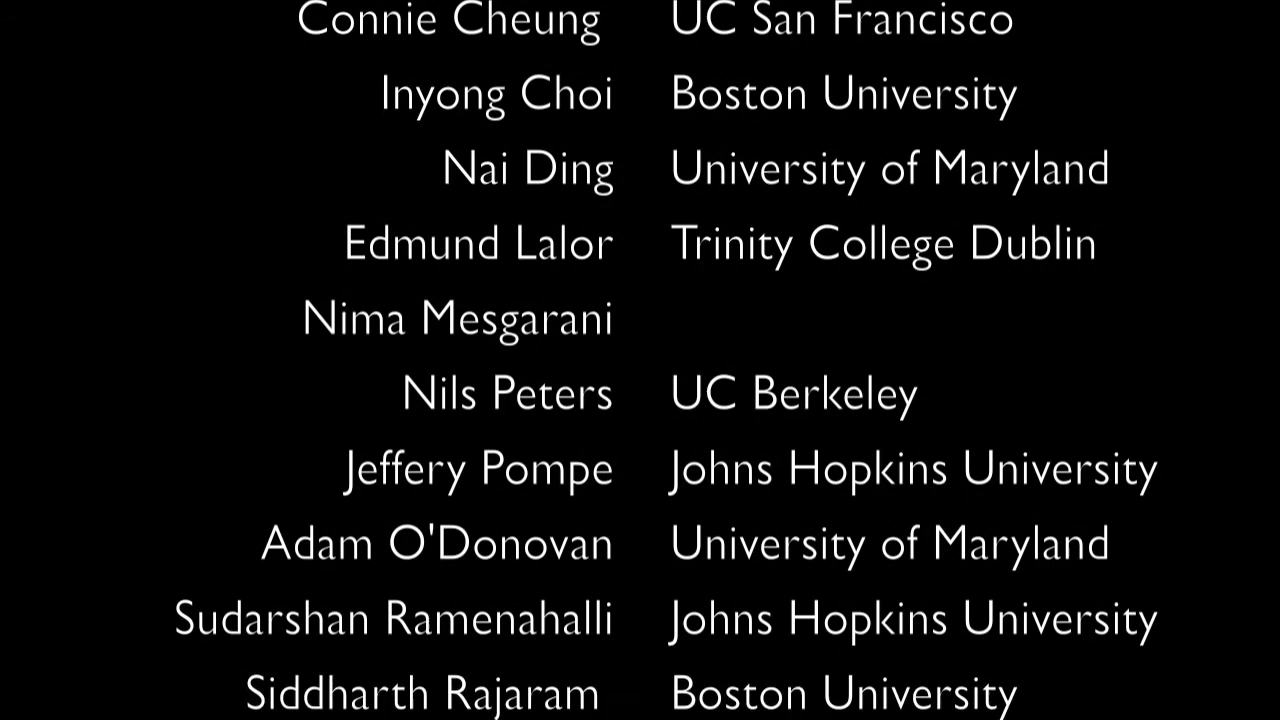 Connie Cheung UC San Francisco
Inyong Choi Boston University
Nai Ding University of Maryland
Edmund Lalor Trinity College Dublin
Nima Mesgarani
Nils Peters UC Berkeley
Jeffery Pompe Johns Hopkins University
Adam O'Donovan University of Maryland
Sudarshan Ramenahalli Johns Hopkins University
Siddharth Rajaram Boston University